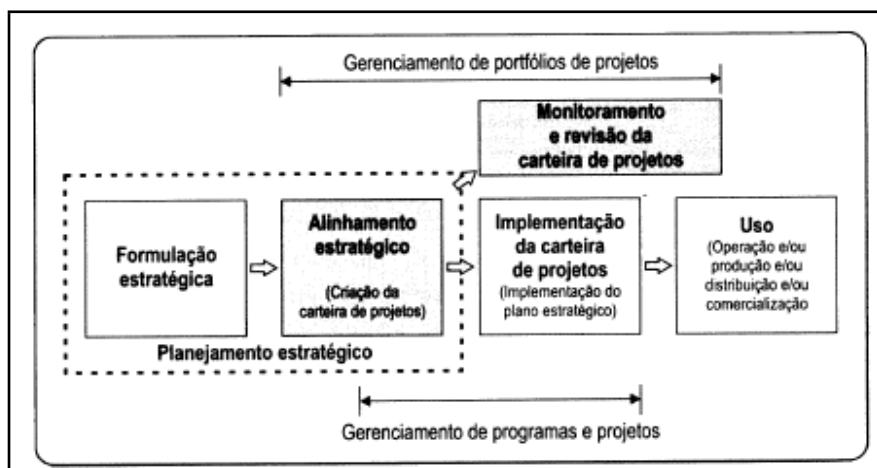 Gerenciamento de portfólios de projetos
Monitoramento
e revisão da
carteira de projetos
Formulação
estratégica
Alinhamento
estratégico
(Criação da
carteira de projetos)
Implementação
da carteira
de projetos
(Implementação do
plano estratégico)
Uso
(Operação e/ou
produção e/ou
distribuição e/ou
comercialização
Planejamento estratégico
Gerenciamento de programas e projetos